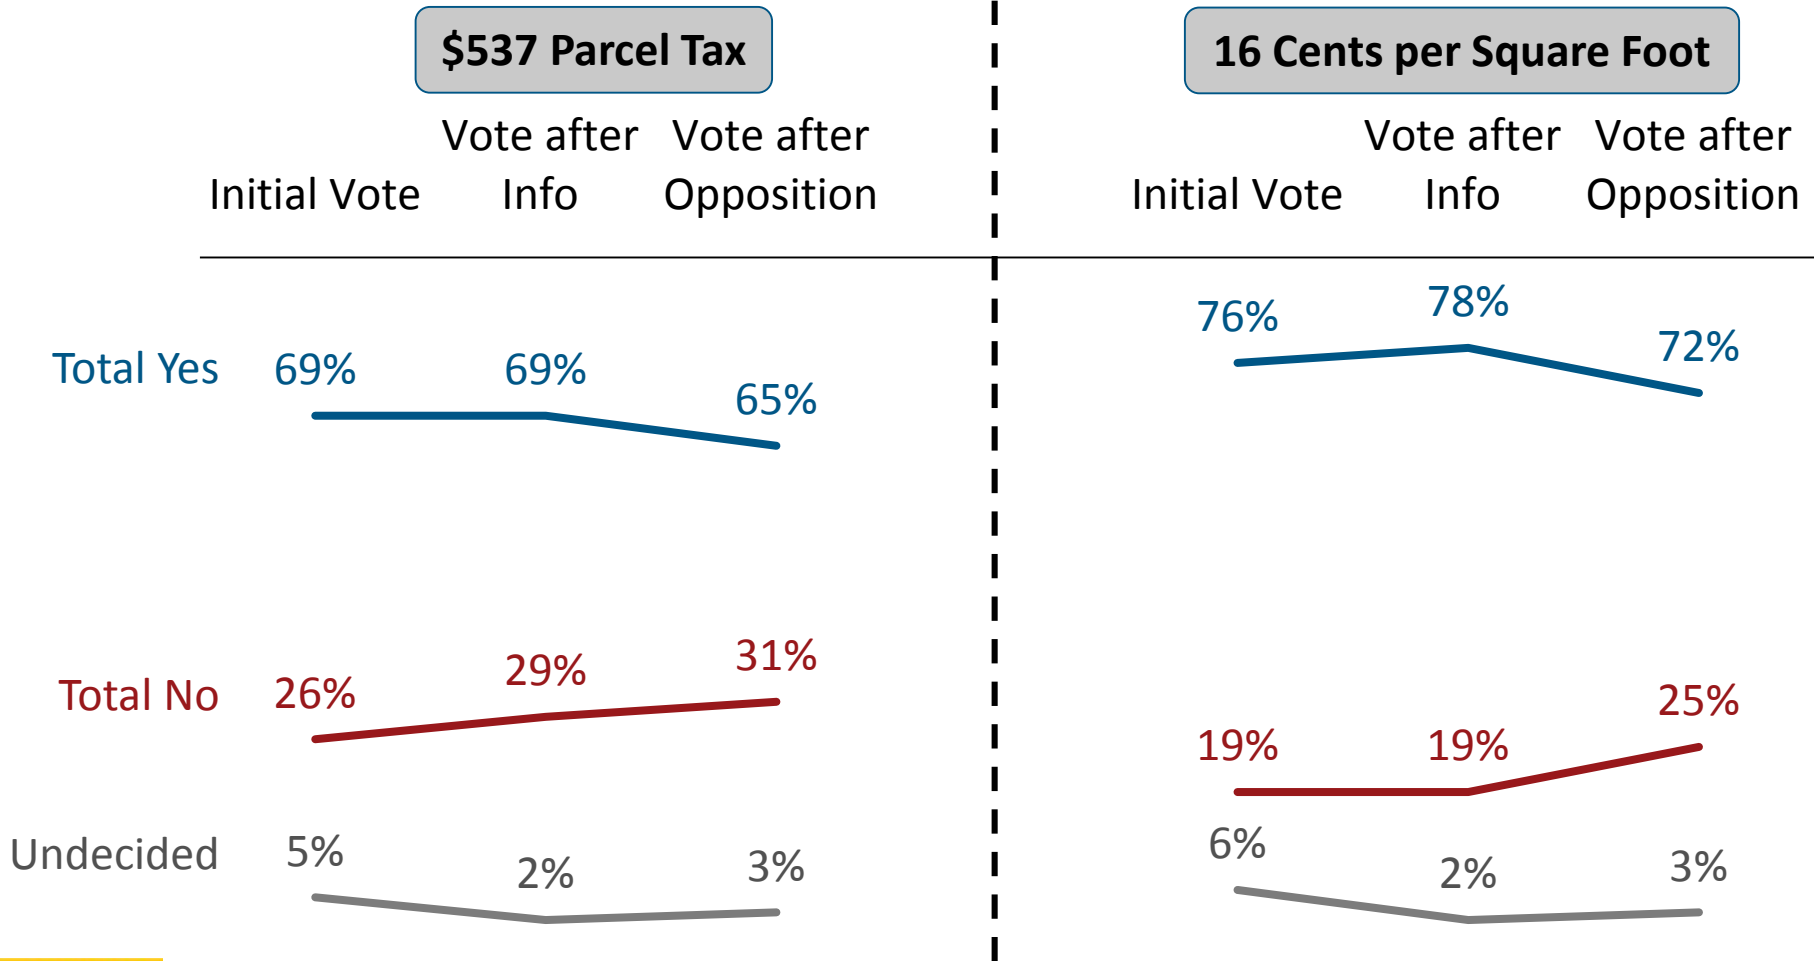 $537 Parcel Tax
16 Cents per Square Foot
Initial Vote
Vote after
Info
Vote after
Opposition
Initial Vote
Vote after
Info
Vote after
Opposition
Total Yes 69% 69% 65% 76% 78% 72%
Total No 26% 29% 31% 19% 19% 25%
Undecided 5% 2% 3% 6% 2% 3%